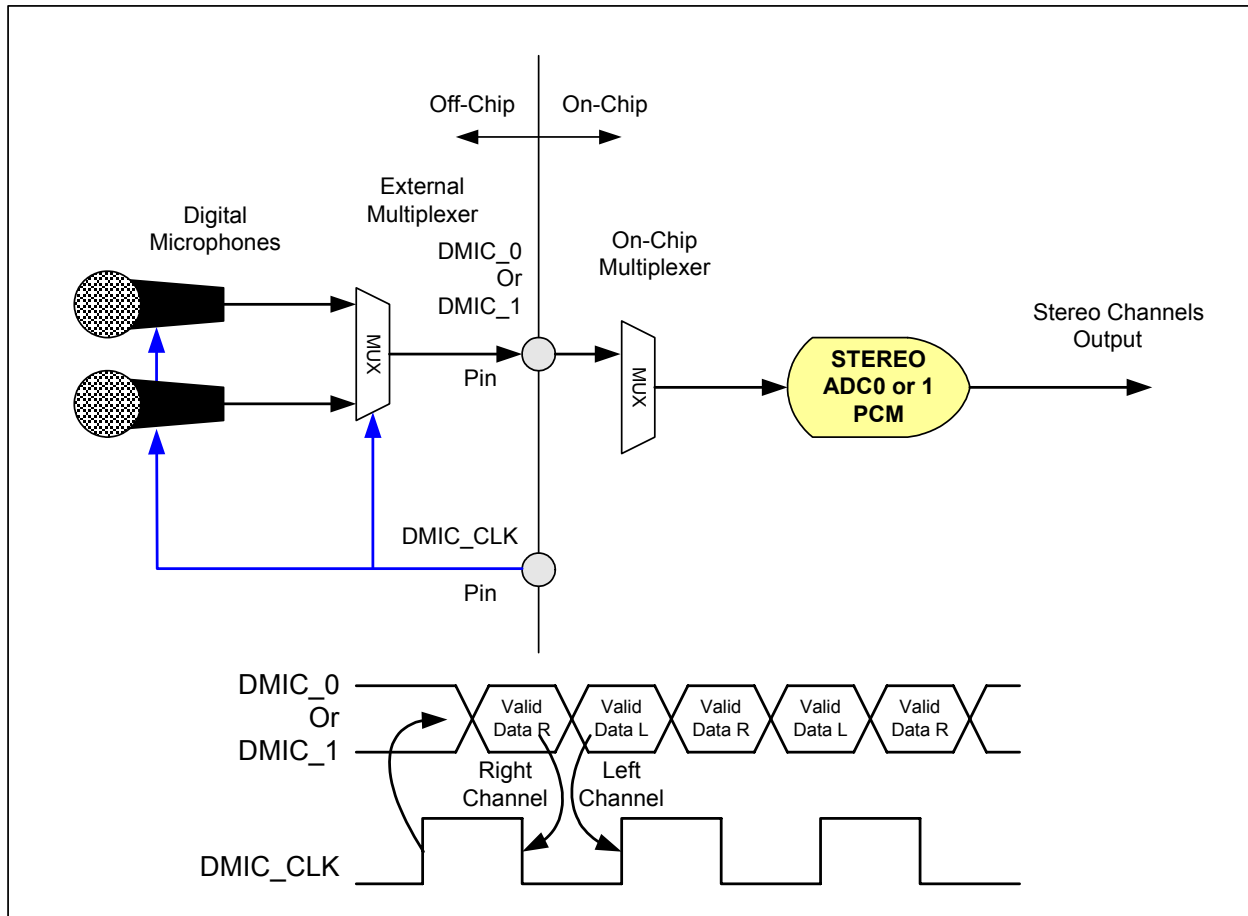 Off-Chip
On-Chip
External
Multiplexer
Digital
Microphones
DMIC_0
Or
DMIC_1
On-Chip
Multiplexer
Stereo Channels
Output
MUX
Pin
MUX
STEREO
ADC0 or 1
PCM
DMIC_CLK
Pin
DMIC_0
Or
DMIC_1
Valid
Data R
Valid
Data L
Valid
Data R
Valid
Data L
Valid
Data R
Right
Channel
Left
Channel
DMIC_CLK